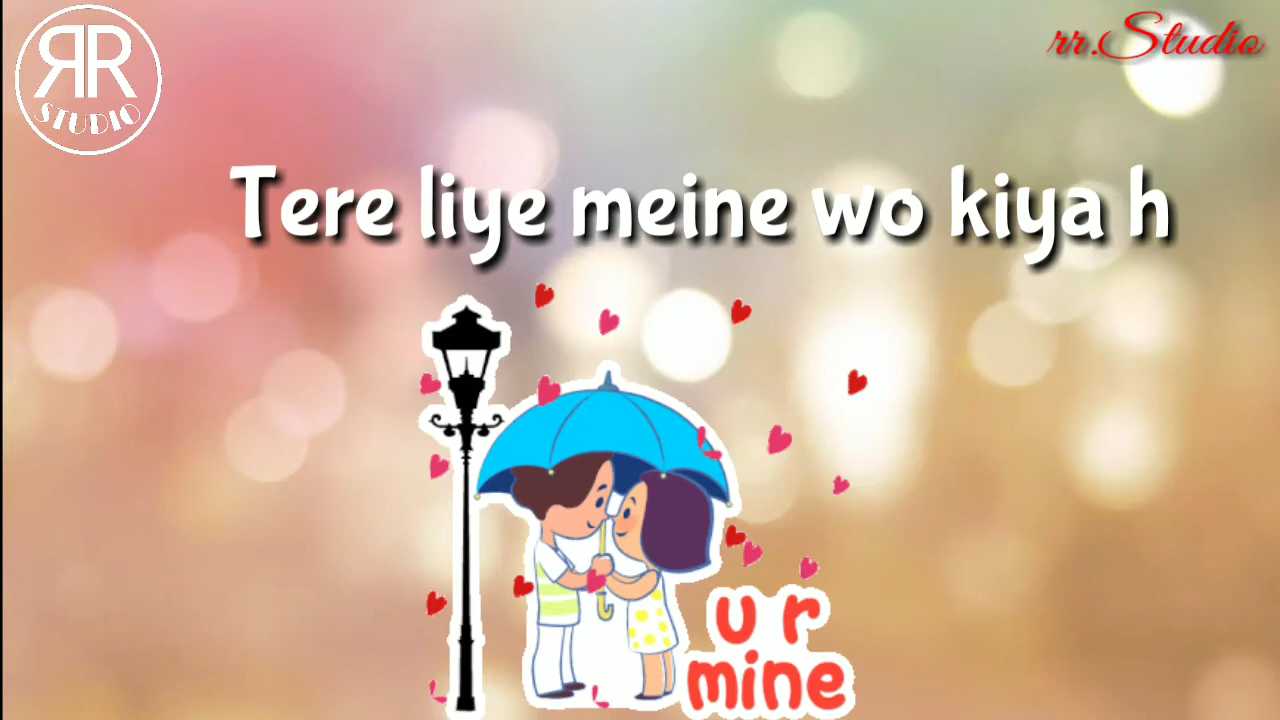 RR
STUDIO
rr.Studio
Tere liye meine wo kiya h
u r
mine